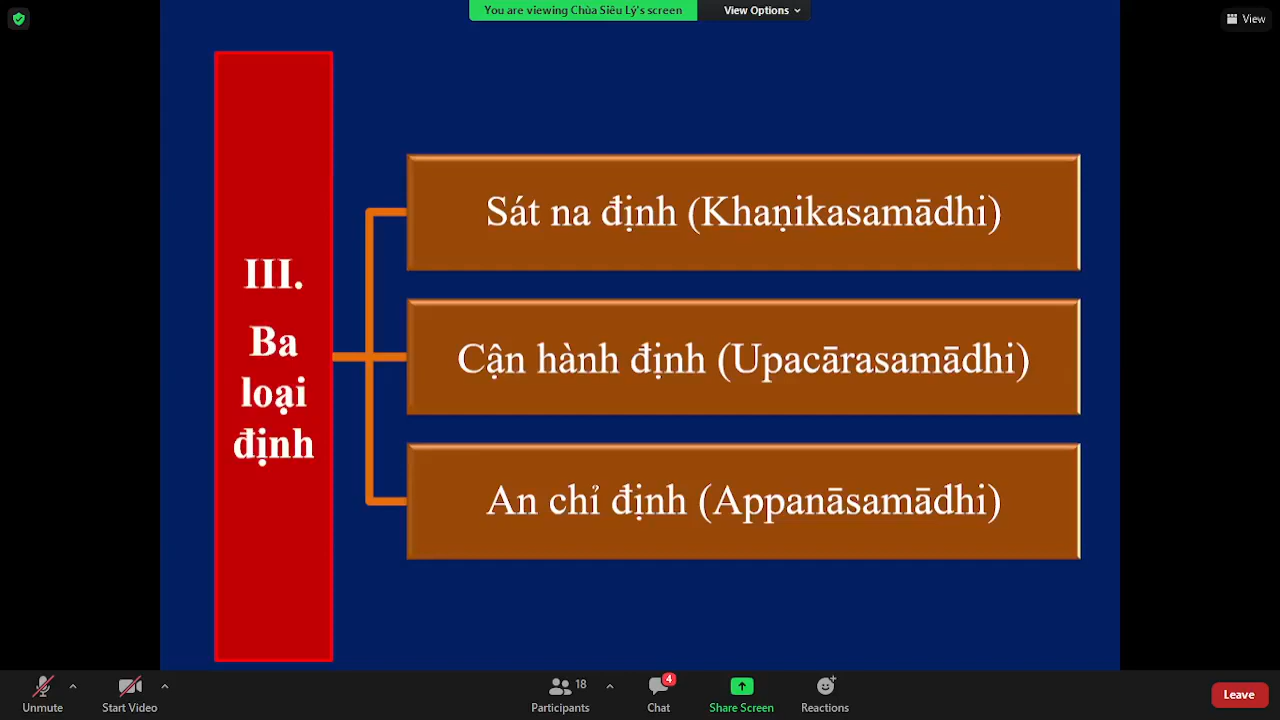 You are viewing Chùa Siêu Lý's screen
View Options
View
III.
Ba
loại
định
Sát na định (Khaṇikasamādhi)
Cận hành định (Upacārasamādhi)
An chỉ định (Appanāsamādhi)
Unmute
Start Video
18
Participants
4
Chat
Share Screen
Reactions
Leave